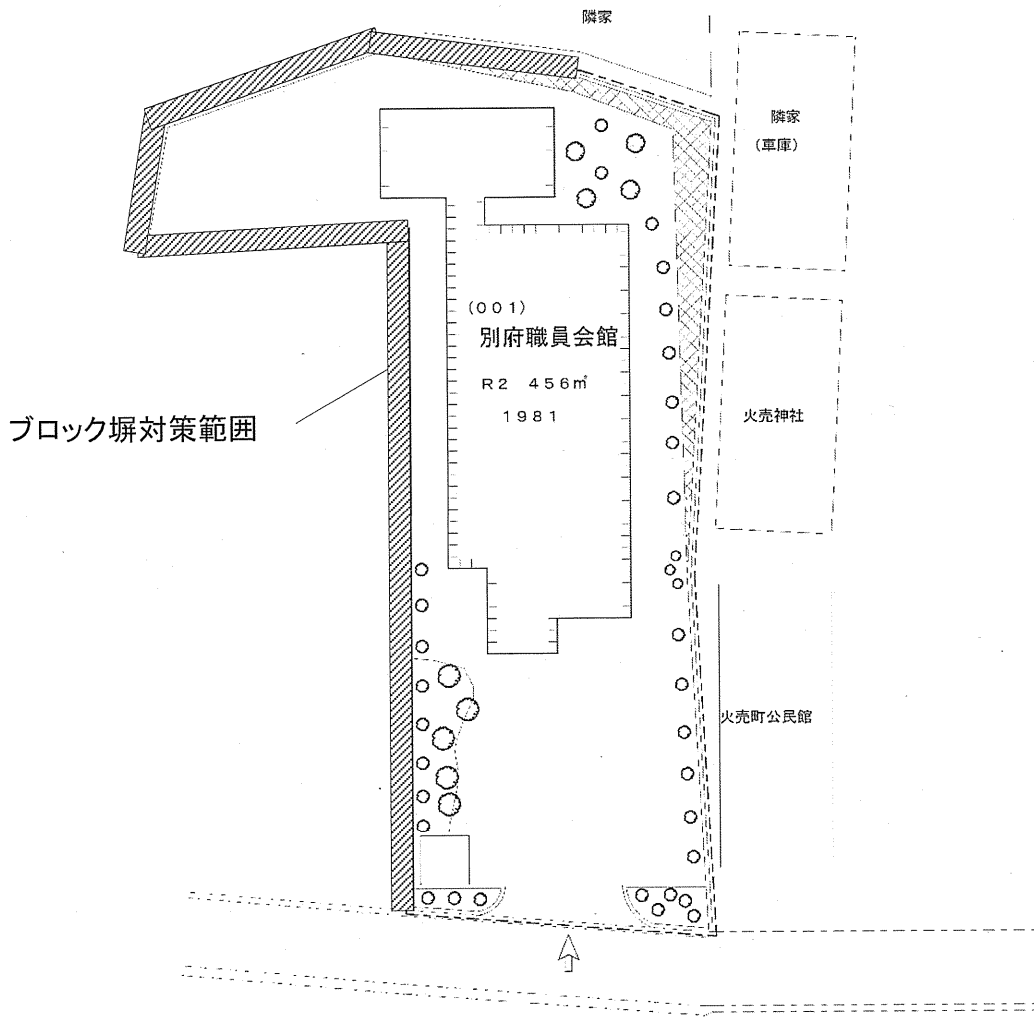 隣家
隣家
(車庫)
(001)
別府職員会館
R2 456㎡
1981
ブロック塀対策範囲
火売神社
火売町公民館